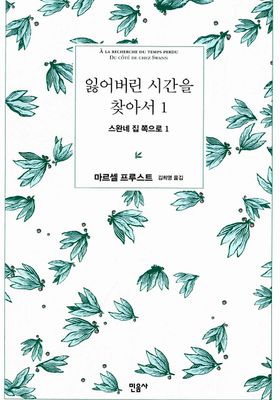 À LA RECHERCHE DU TEMPS PERDU
DU CÔTÉ DE CHEZ SWANN
잃어버린 시간을
찾아서 1
스완네 집 쪽으로 1
마르셀 프루스트 김희영 옮김
민음사